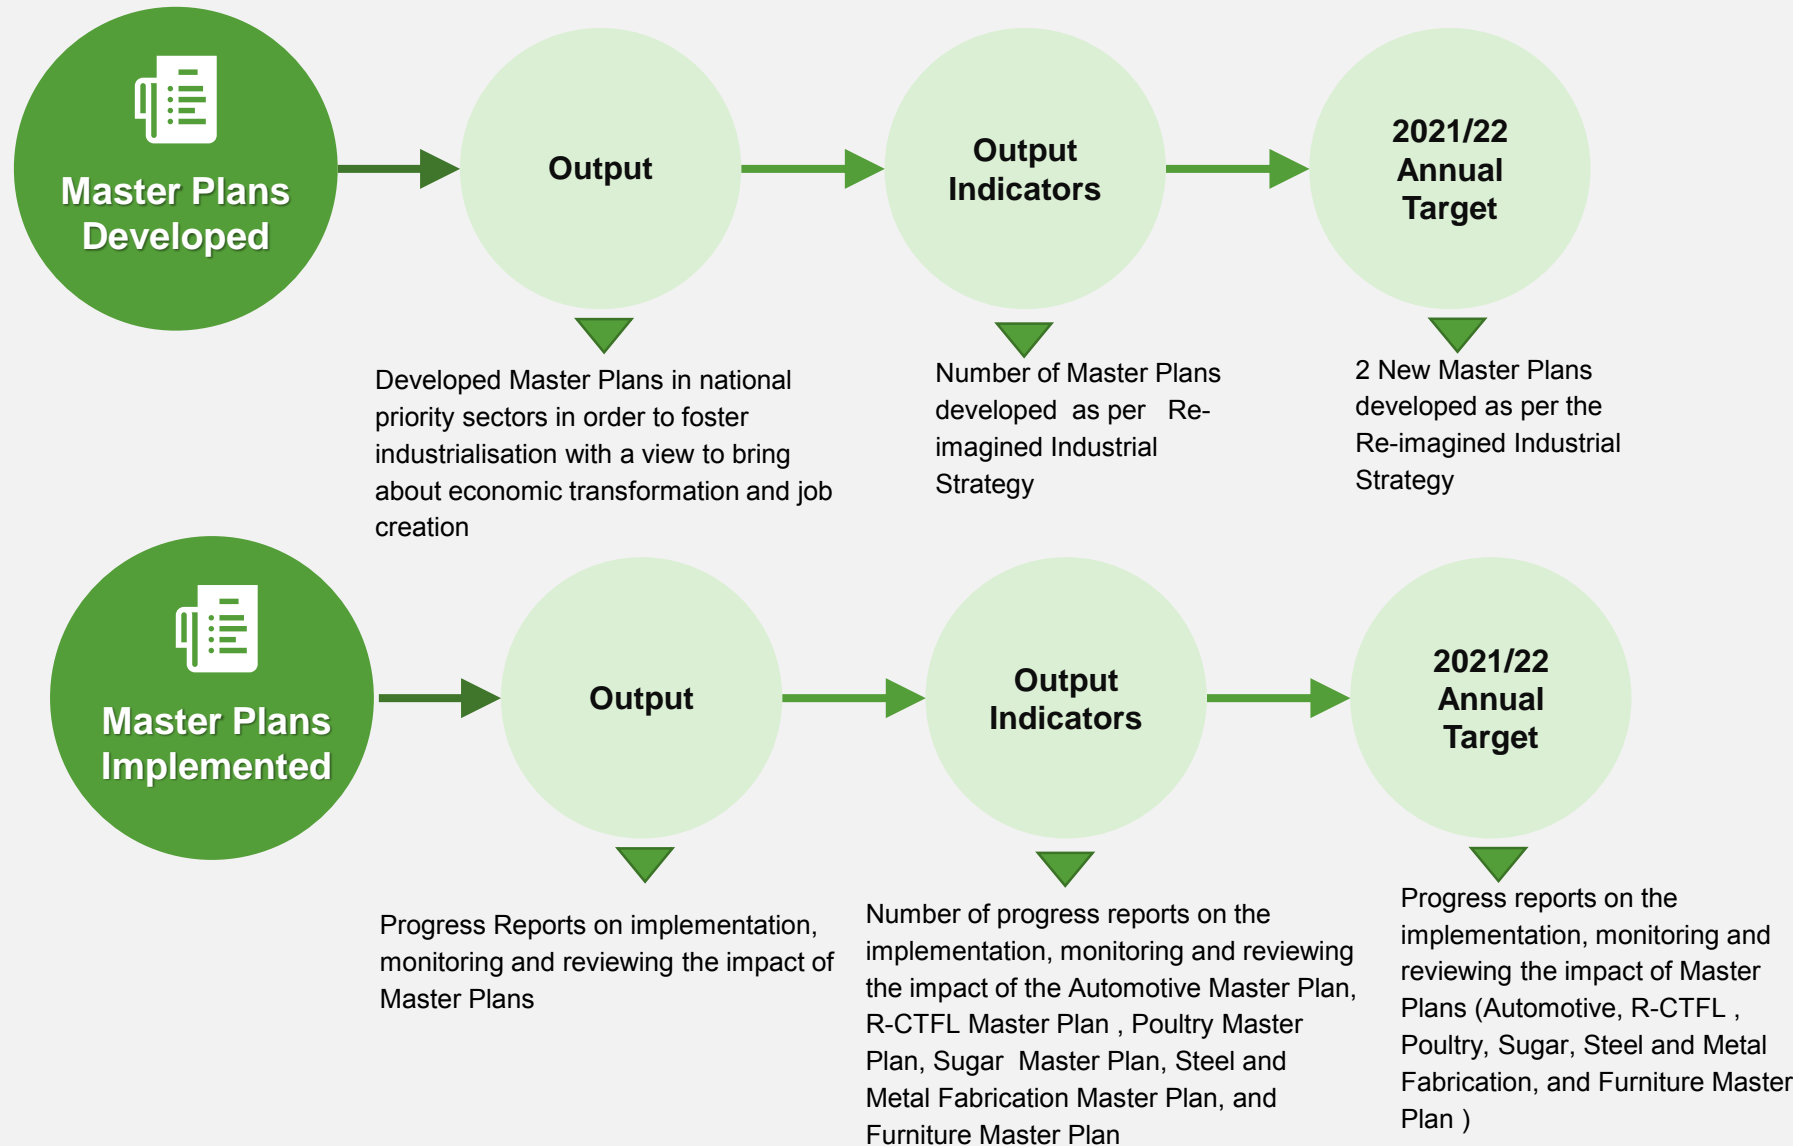 Master Plans
Developed
Output
Output
Indicators
2021/22
Annual
Target
Developed Master Plans in national
priority sectors in order to foster
industrialisation with a view to bring
about economic transformation and job
creation
Number of Master Plans
developed as per Re-
imagined Industrial
Strategy
2 New Master Plans
developed as per the
Re-imagined Industrial
Strategy
Master Plans
Implemented
Output
Output
Indicators
2021/22
Annual
Target
Progress Reports on implementation,
monitoring and reviewing the impact of
Master Plans
Number of progress reports on the
implementation, monitoring and reviewing
the impact of the Automotive Master Plan,
R-CTFL Master Plan , Poultry Master
Plan, Sugar Master Plan, Steel and
Metal Fabrication Master Plan, and
Furniture Master Plan
Progress reports on the
implementation, monitoring and
reviewing the impact of Master
Plans (Automotive, R-CTFL ,
Poultry, Sugar, Steel and Metal
Fabrication, and Furniture Master
Plan )